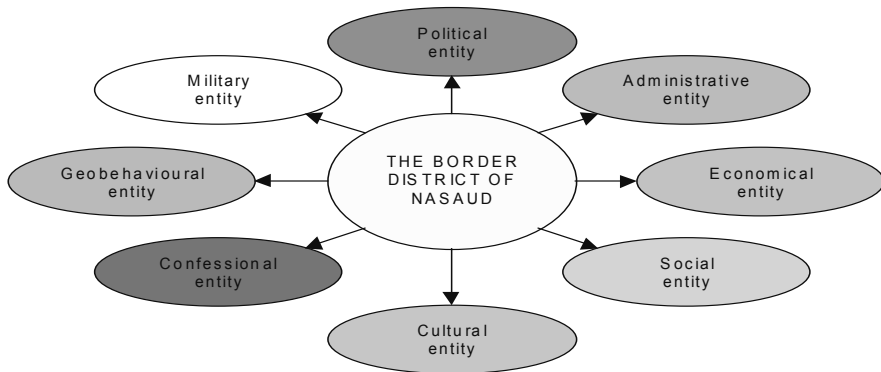 Political
entity
Military
entity
Administrative
entity
THE BORDER
DISTRICT OF
NASAUD
Geobehavioural
entity
Economical
entity
Confessional
entity
Social
entity
Cultural
entity